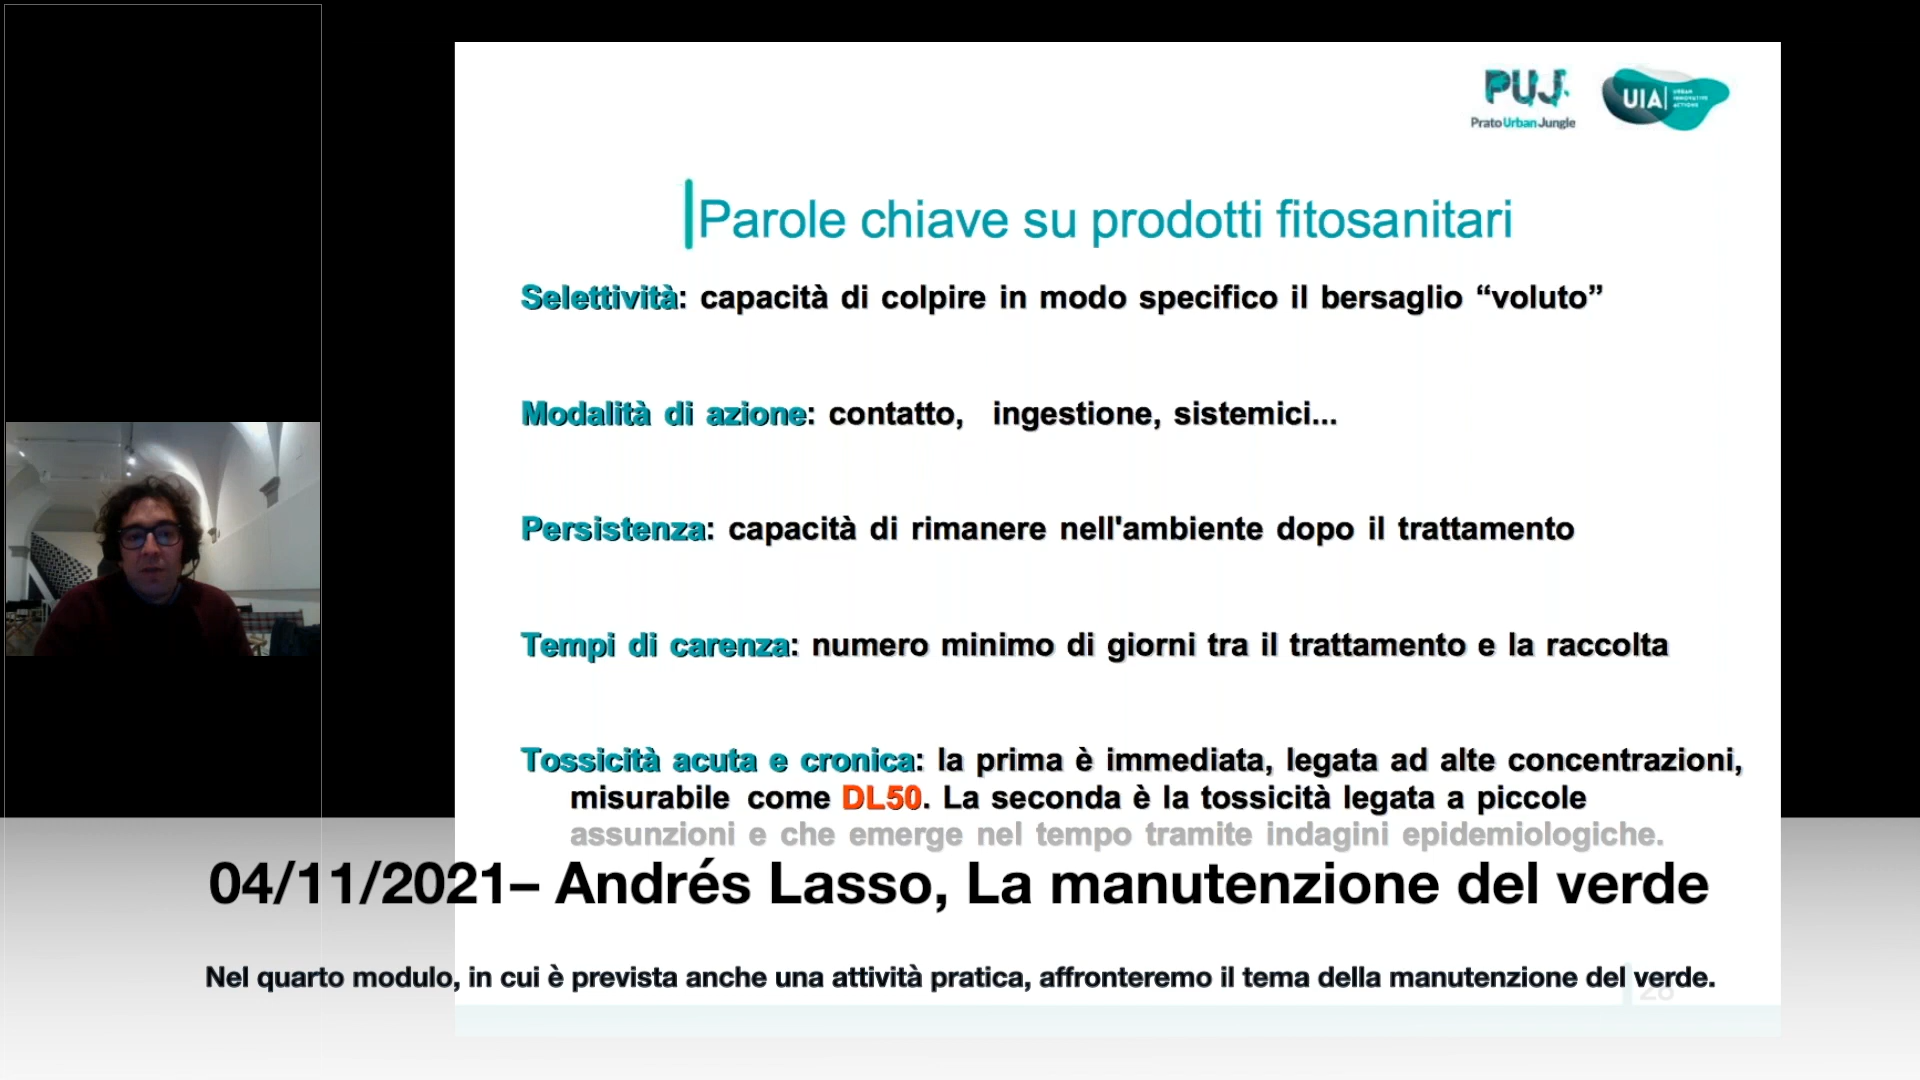 PUJ
Prato Urban Jungle
UIA
URBAN
INNOVATIVE
ACTIONS
Parole chiave su prodotti fitosanitari
Selettività: capacità di colpire in modo specifico il bersaglio “voluto”
Modalità di azione: contatto, ingestione, sistemici...
Persistenza: capacità di rimanere nell'ambiente dopo il trattamento
Tempi di carenza: numero minimo di giorni tra il trattamento e la raccolta
Tossicità acuta e cronica: la prima è immediata, legata ad alte concentrazioni,
misurabile come DL50. La seconda è la tossicità legata a piccole
assunzioni e che emerge nel tempo tramite indagini epidemiologiche.
04/11/2021– Andrés Lasso, La manutenzione del verde
Nel quarto modulo, in cui è prevista anche una attività pratica, affronteremo il tema della manutenzione del verde.
28